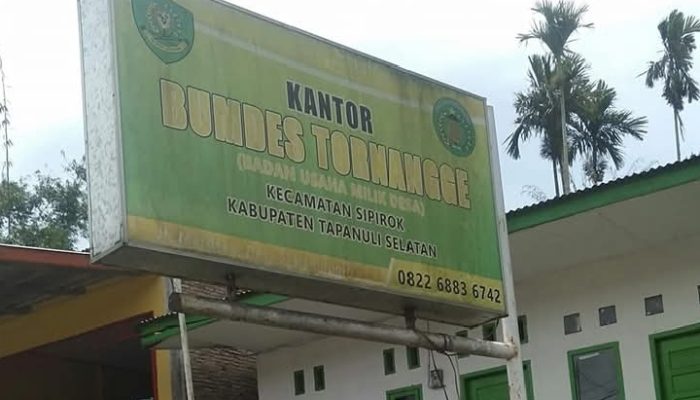 KANTOR
BUMDES TORNANGGE
(BADAN USAHA MILIK DESA)
KECAMATAN SIPIROK
KABUPATEN TAPANULI SELATAN
0822 6883 6742